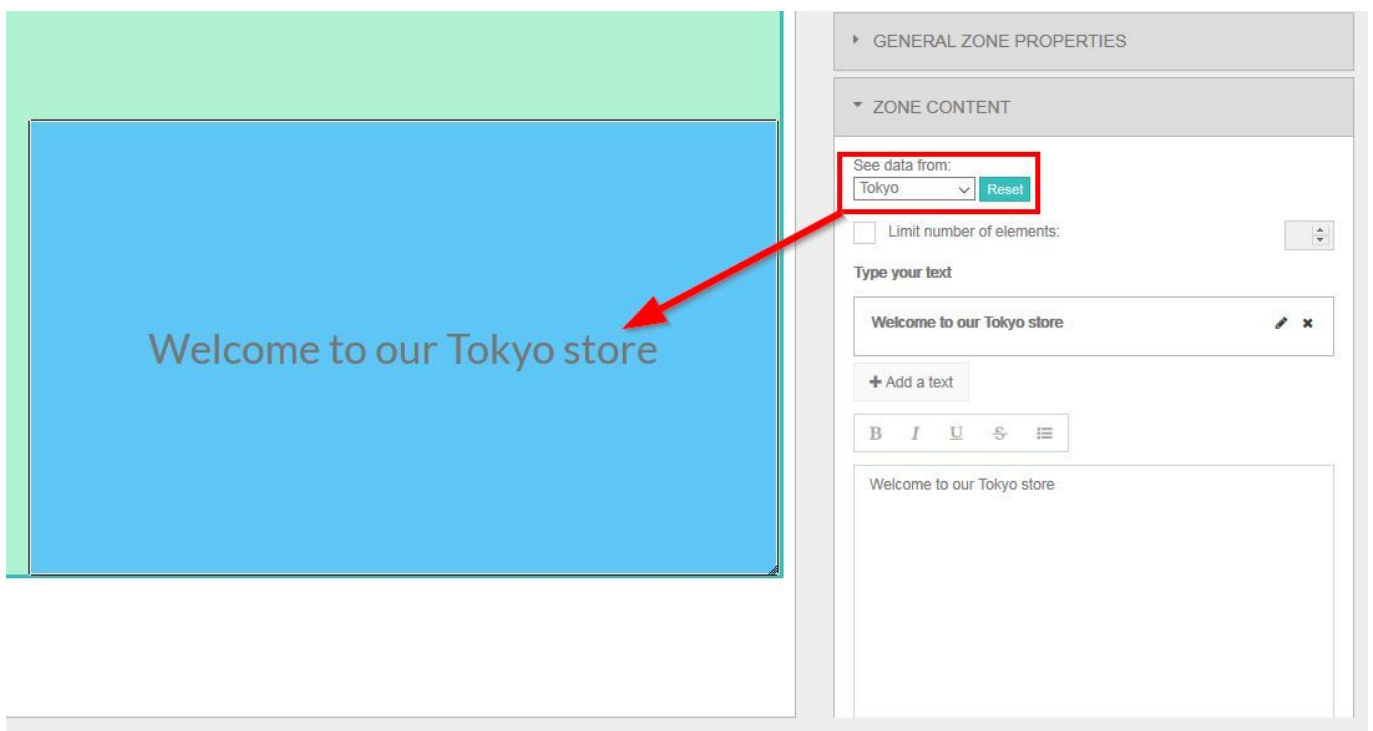 GENERAL ZONE PROPERTIES
ZONE CONTENT
See data from:
Tokyo Reset
Limit number of elements:
Type your text
Welcome to our Tokyo store
+ Add a text
B I U S
Welcome to our Tokyo store
Welcome to our Tokyo store